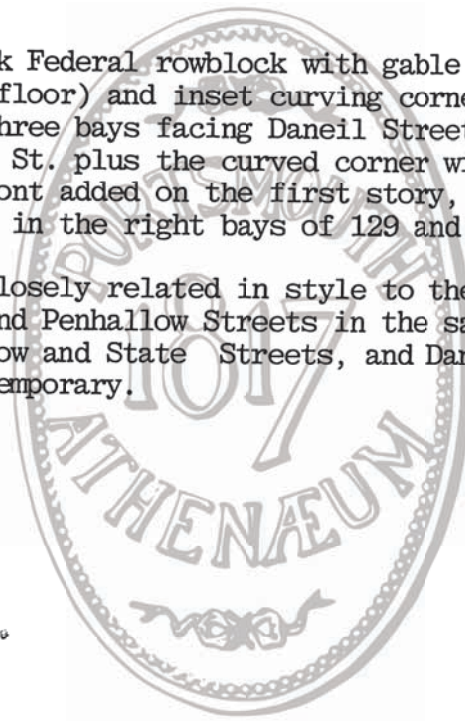 k Federal rowblock with gable
floor) and inset curving corne
hree bays facing Daneil Street
St. plus the curved corner wi
ont added on the first story,
in the right bays of 129 and
losely related in style to the
nd Penhallow Streets in the sa
ow and State Streets, and Dan
emporary.
PORTSMOUTH
1817
ATHENÆUM